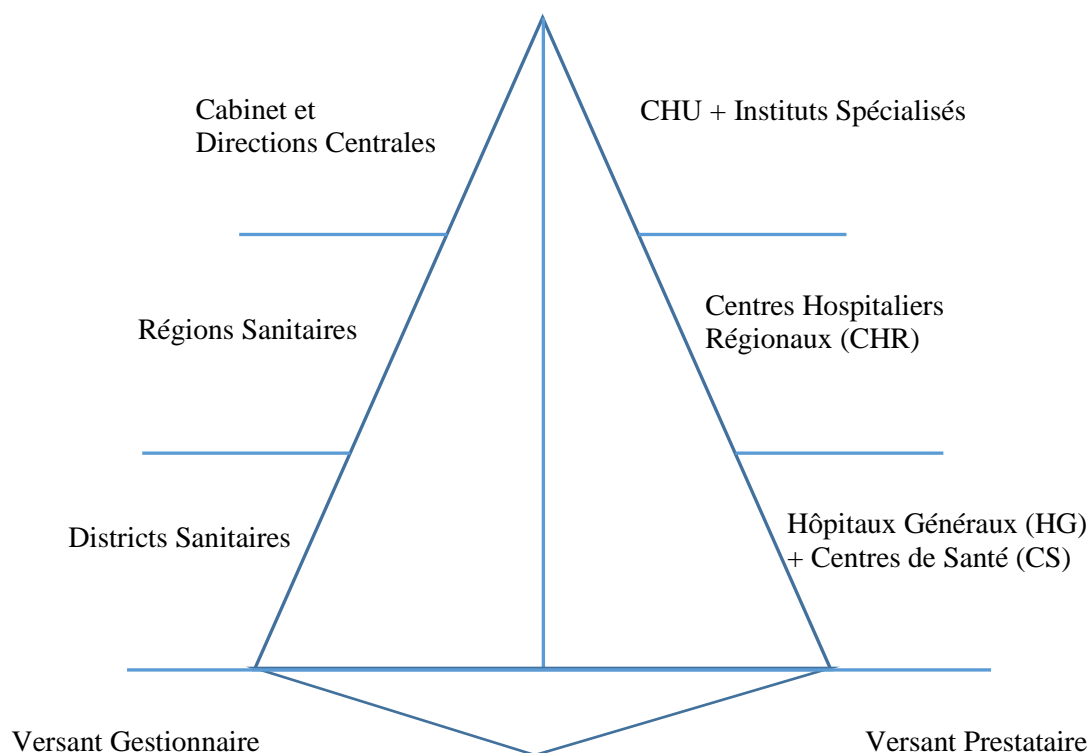 Cabinet et
Directions Centrales
CHU + Instituts Spécialisés
Régions Sanitaires
Centres Hospitaliers
Régionaux (CHR)
Districts Sanitaires
Hôpitaux Généraux (HG)
+ Centres de Santé (CS)
Versant Gestionnaire
Versant Prestataire